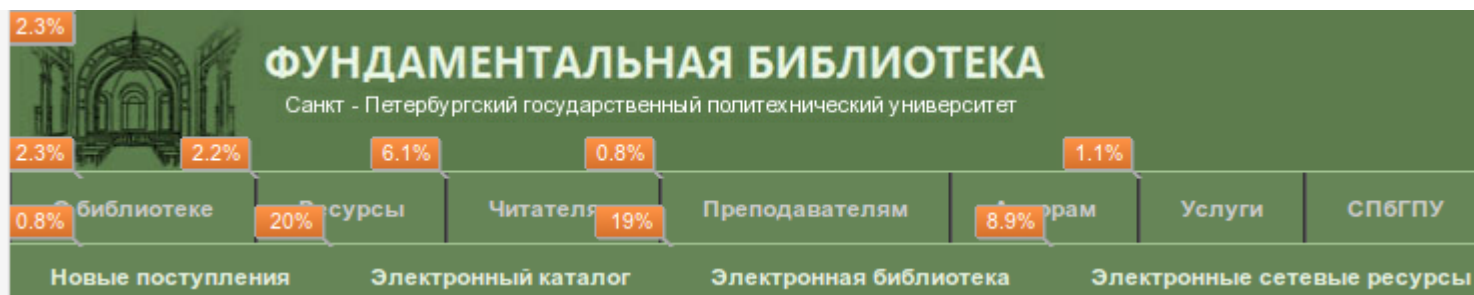 2.3%
ФУНДАМЕНТАЛЬНАЯ БИБЛИОТЕКА
Санкт - Петербургский государственный политехнический университет
2.3% 2.2% 6.1% 0.8% 1.1%
библиотеке Преподавателям Услуги СПбГПУ
0.8% 20% 19% 8.9%
Новые поступления Электронный каталог Электронная библиотека Электронные сетевые ресурсы